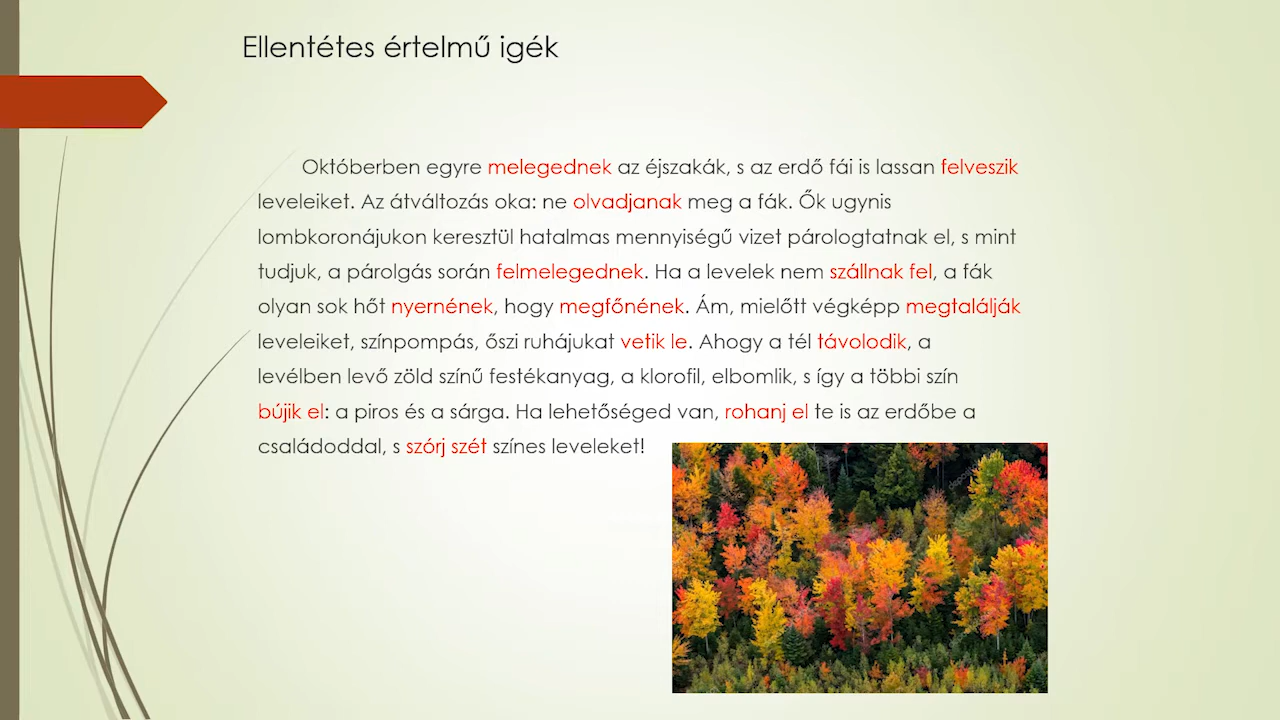 Ellentétes értelmű igék
Októberben egyre melegednek az éjszakák, s az erdő fái is lassan felveszik
leveleiket. Az átváltozás oka: ne olvadjanak meg a fák. Ők ugynis
lombkoronájukon keresztül hatalmas mennyiségű vizet párologtatnak el, s mint
tudjuk, a párolgás során felmelegednek. Ha a levelek nem szállnak fel, a fák
olyan sok hőt nyernének, hogy megfőnének. Ám, mielőtt végképp megtalálják
leveleiket, színpompás, őszi ruhájukat vetik le. Ahogy a tél távolodik, a
levélben levő zöld színű festékanyag, a klorofil, elbomlik, s így a többi szín
bújik el: a piros és a sárga. Ha lehetőséged van, rohanj el te is az erdőbe a
családoddal, s szórj szét színes leveleket!